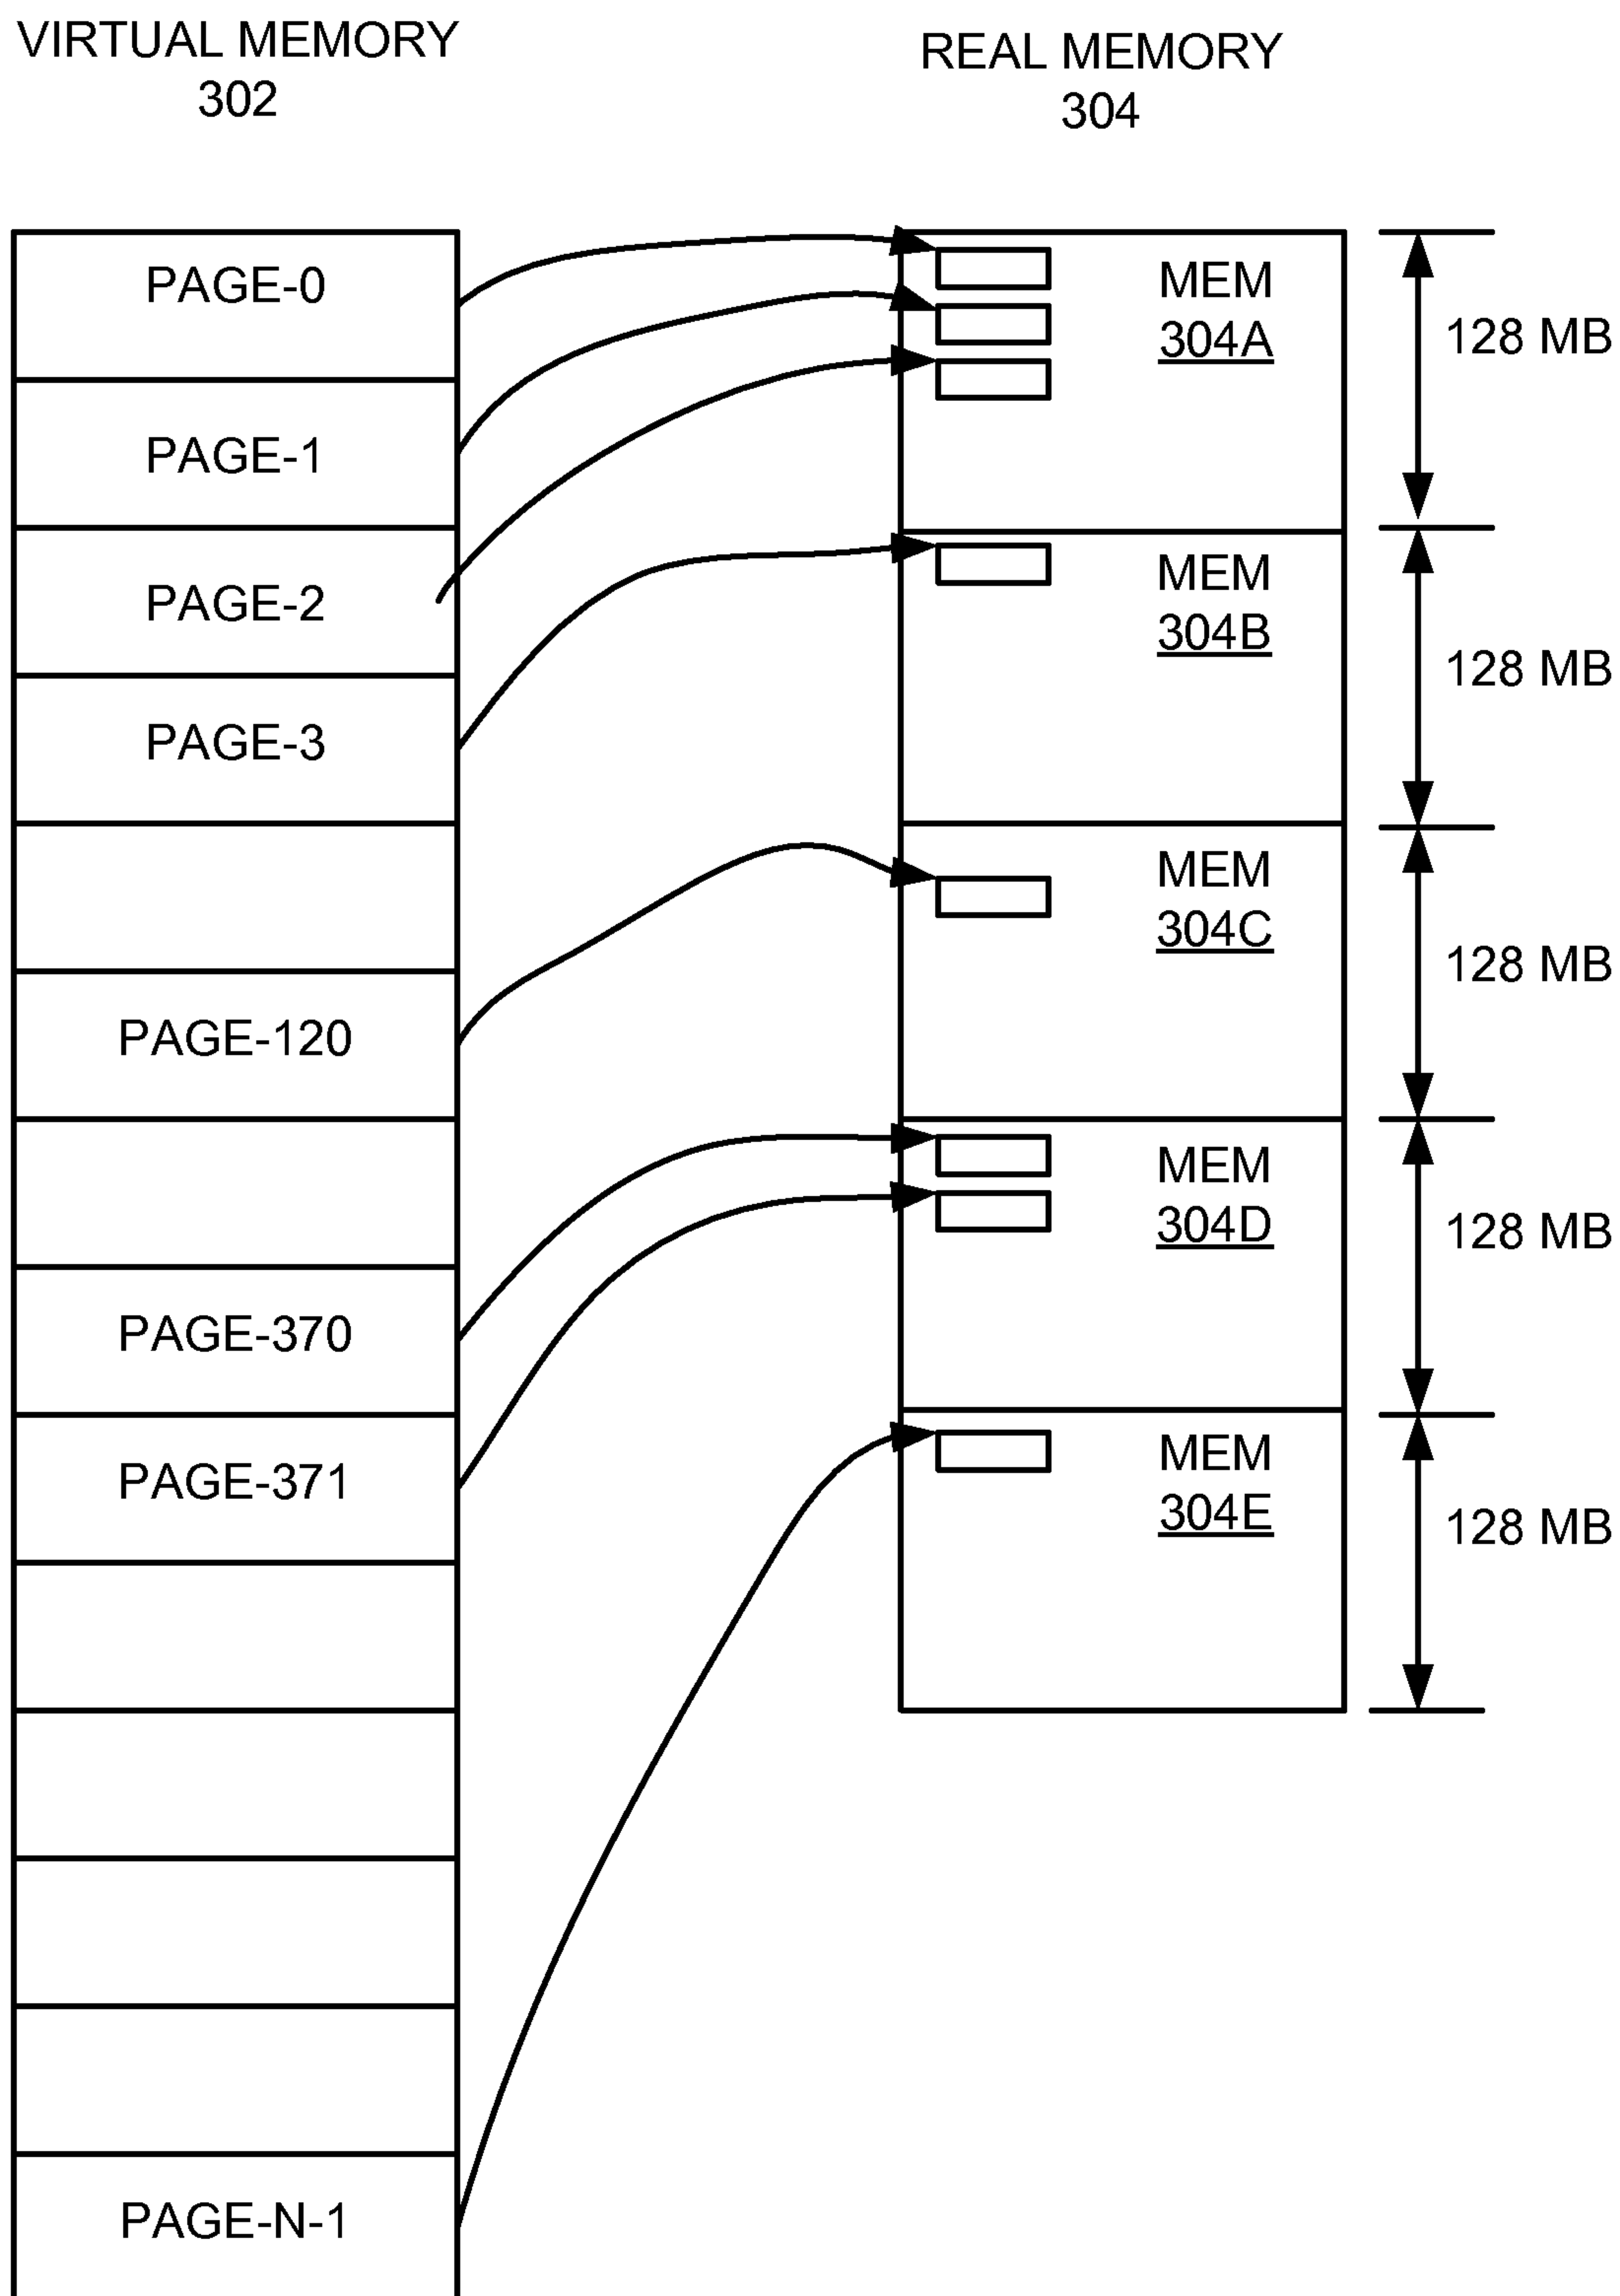 VIRTUAL MEMORY
302
REAL MEMORY
304
PAGE-0
PAGE-1
PAGE-2
PAGE-3
PAGE-120
PAGE-370
PAGE-371
PAGE-N-1
MEM
304A
128 MB
MEM
304B
128 MB
MEM
304C
128 MB
MEM
304D
128 MB
MEM
304E
128 MB